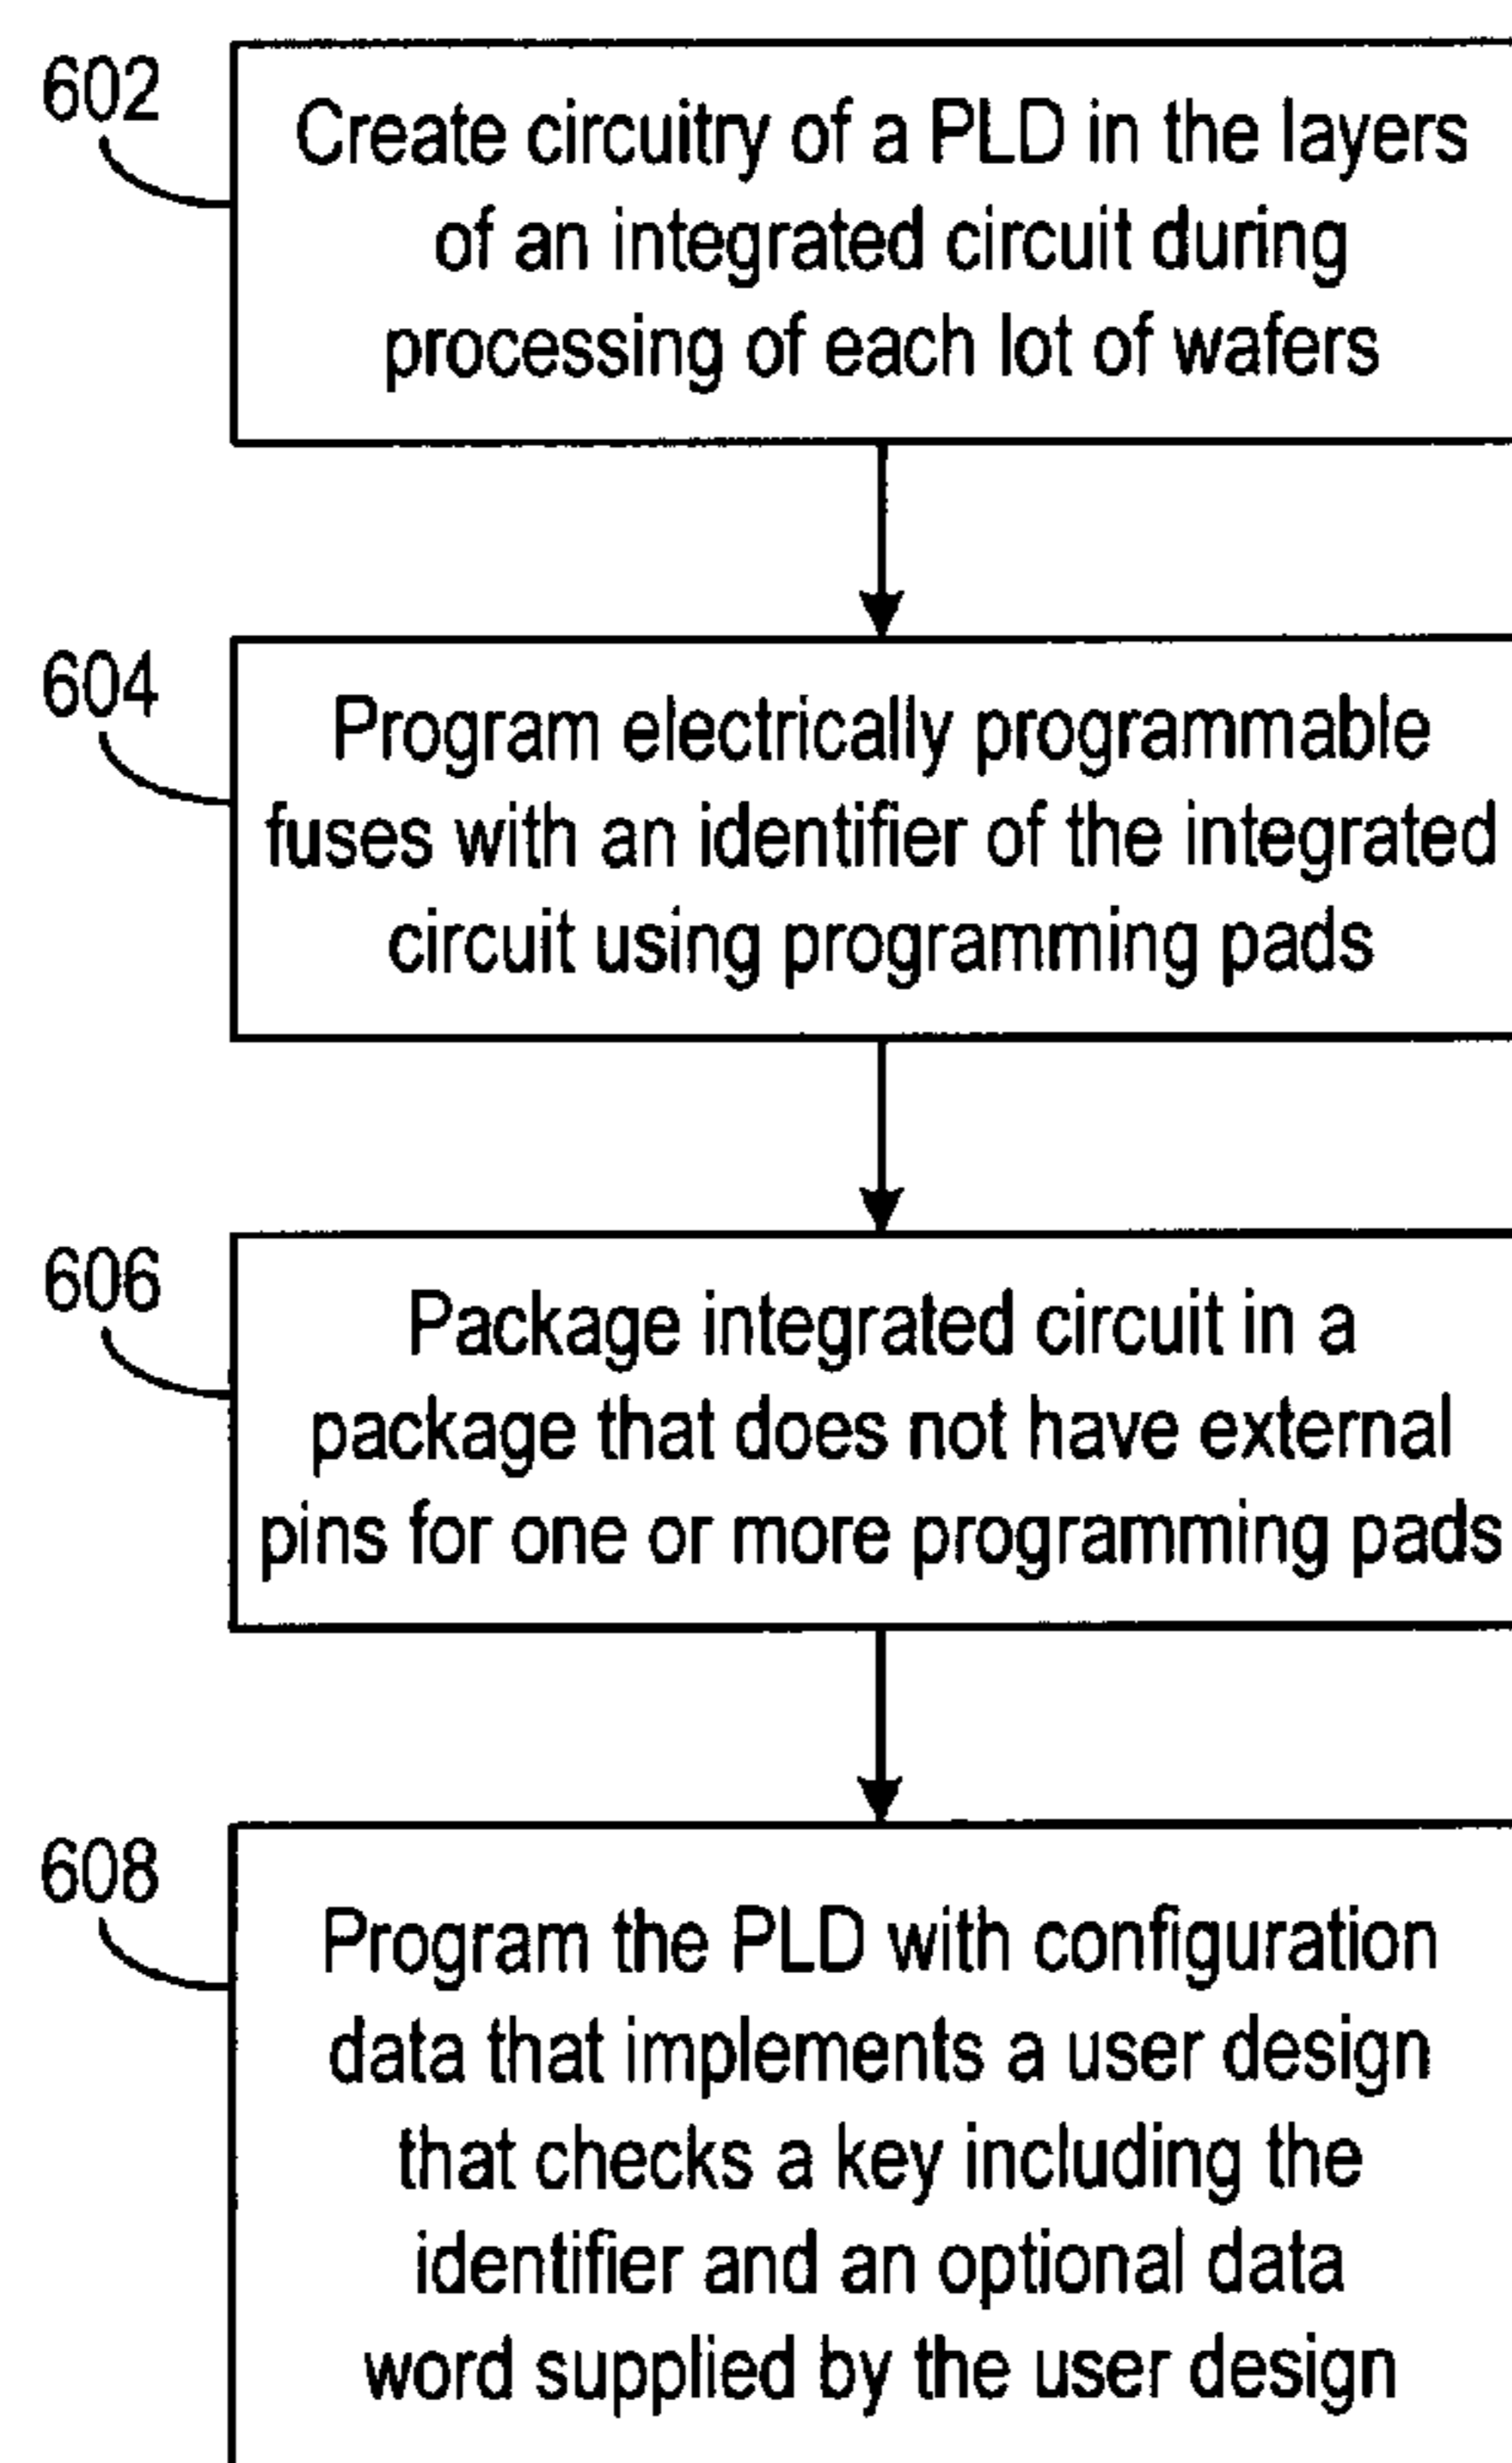 602
Create circuitry of a PLD in the layers
of an integrated circuit during
processing of each lot of wafers
604
Program electrically programmable
fuses with an identifier of the integrated
circuit using programming pads
606
Package integrated circuit in a
package that does not have external
pins for one or more programming pads
608
Program the PLD with configuration
data that implements a user design
that checks a key including the
identifier and an optional data
word supplied by the user design